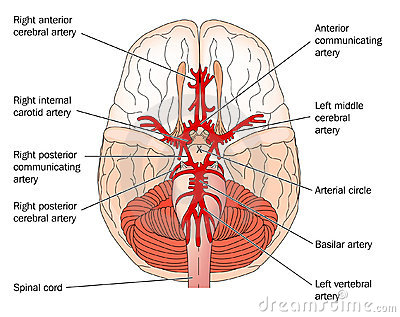 Right anterior
cerebral artery
Anterior
communicating
artery
Right internal
carotid artery
Left middle
cerebral
artery
X
Right posterior
communicating
artery
Arterial circle
Right posterior
cerebral artery
Basilar artery
Spinal cord
Left vertebral
artery
dreamstime